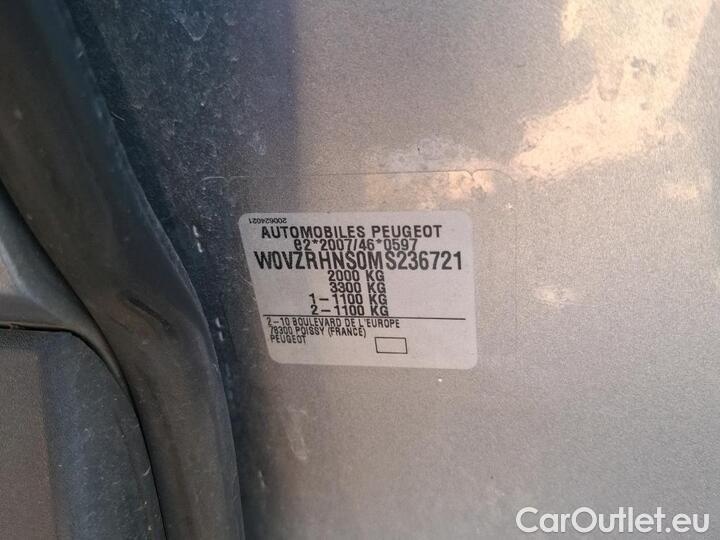 200624021
AUTOMOBILES PEUGEOT
e2*2007/46*0597
W0VZRHNS0MS236721
2000 KG
3300 KG
1-1100 KG
2-1100 KG
2-10 BOULEVARD DE L'EUROPE
78300 POISSY (FRANCE)
PEUGEOT
CarOutlet.eu